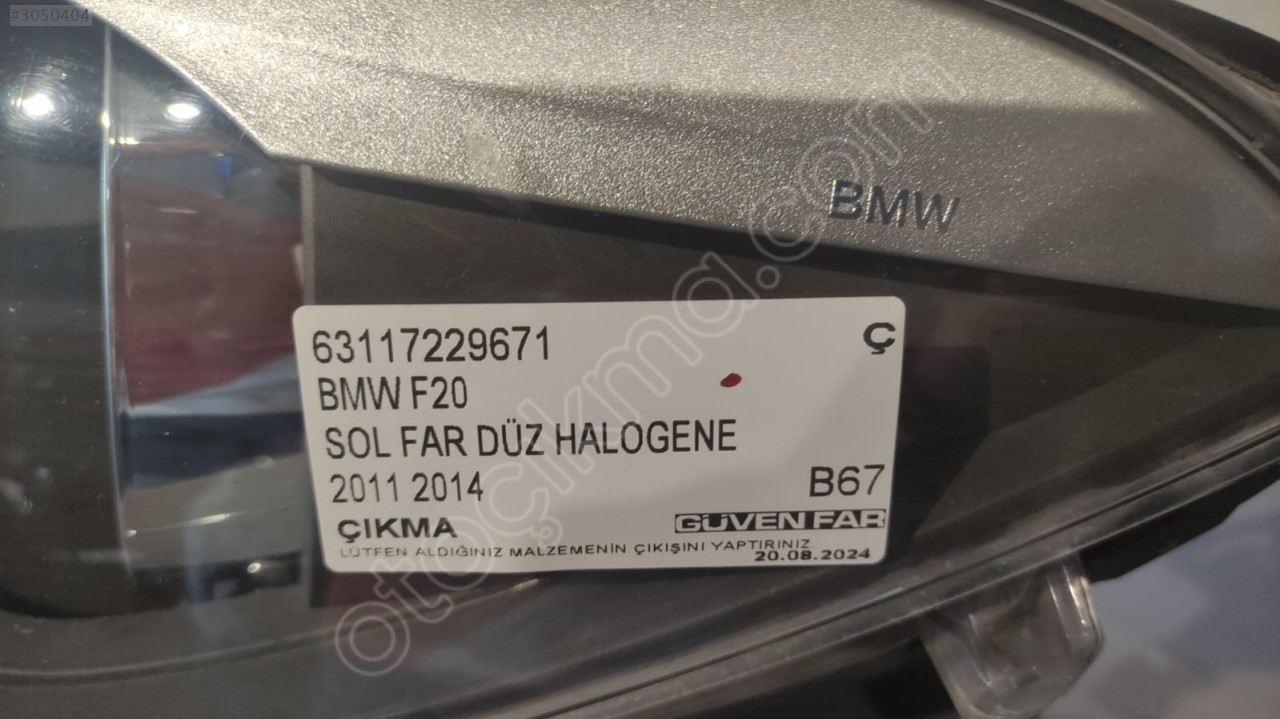 #3050404
BMW
63117229671 Ç
BMW F20
SOL FAR DÜZ HALOGENE
2011 2014 B67
ÇIKMA GÜVEN FAR
LÜTFEN ALDIĞINIZ MALZEMENİN ÇIKIŞINI YAPTIRINIZ.
20.08.2024
otoçıkma.com